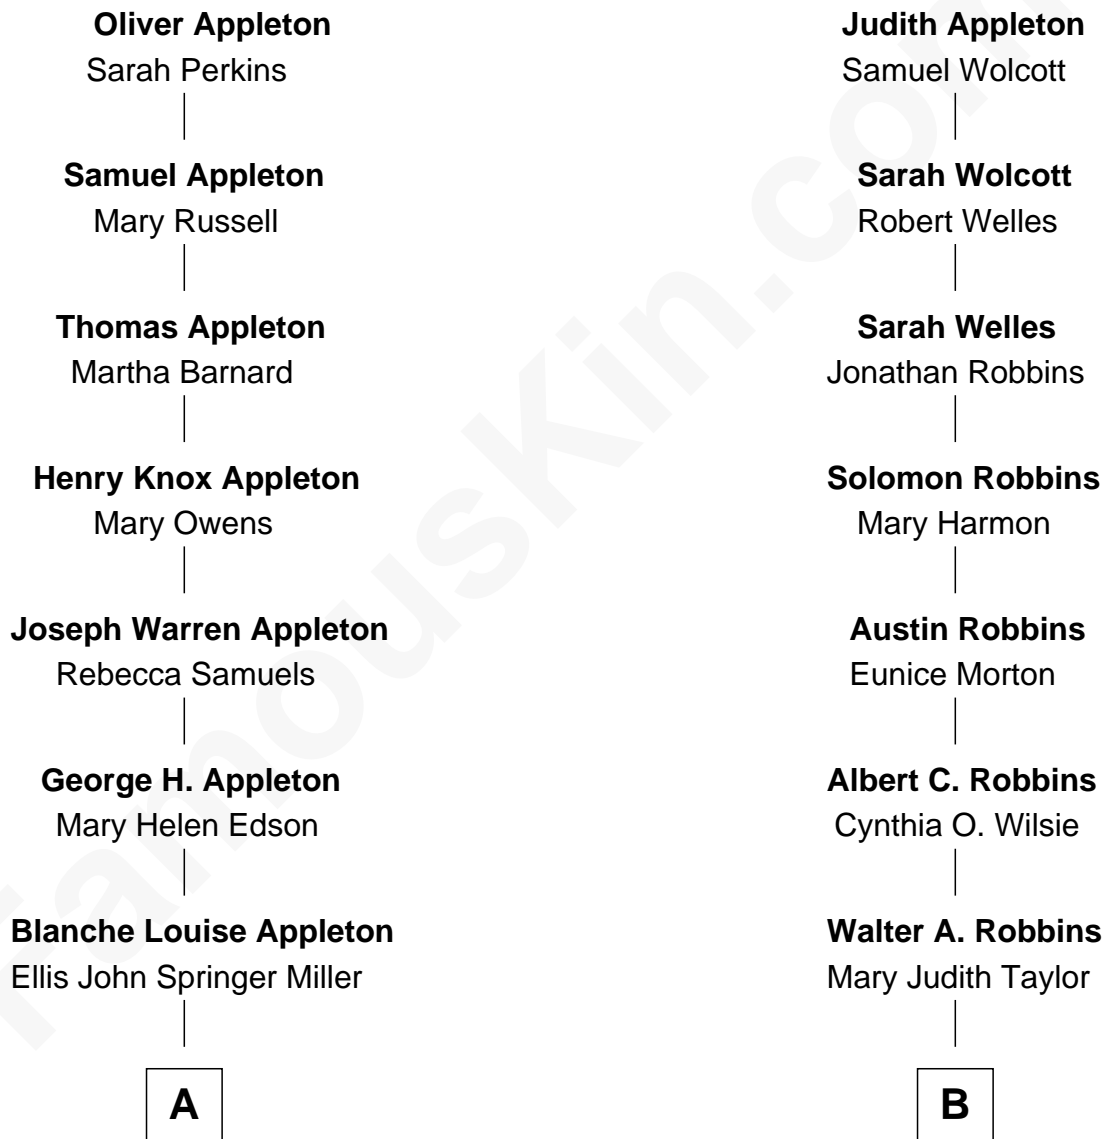 Oliver Appleton
Sarah Perkins
Samuel Appleton
Mary Russell
Thomas Appleton
Martha Barnard
Henry Knox Appleton
Mary Owens
Joseph Warren Appleton
Rebecca Samuels
George H. Appleton
Mary Helen Edson
Blanche Louise Appleton
Ellis John Springer Miller
A
Judith Appleton
Samuel Wolcott
Sarah Wolcott
Robert Welles
Sarah Welles
Jonathan Robbins
Solomon Robbins
Mary Harmon
Austin Robbins
Eunice Morton
Albert C. Robbins
Cynthia O. Wilsie
Walter A. Robbins
Mary Judith Taylor
B
FamousKin.com